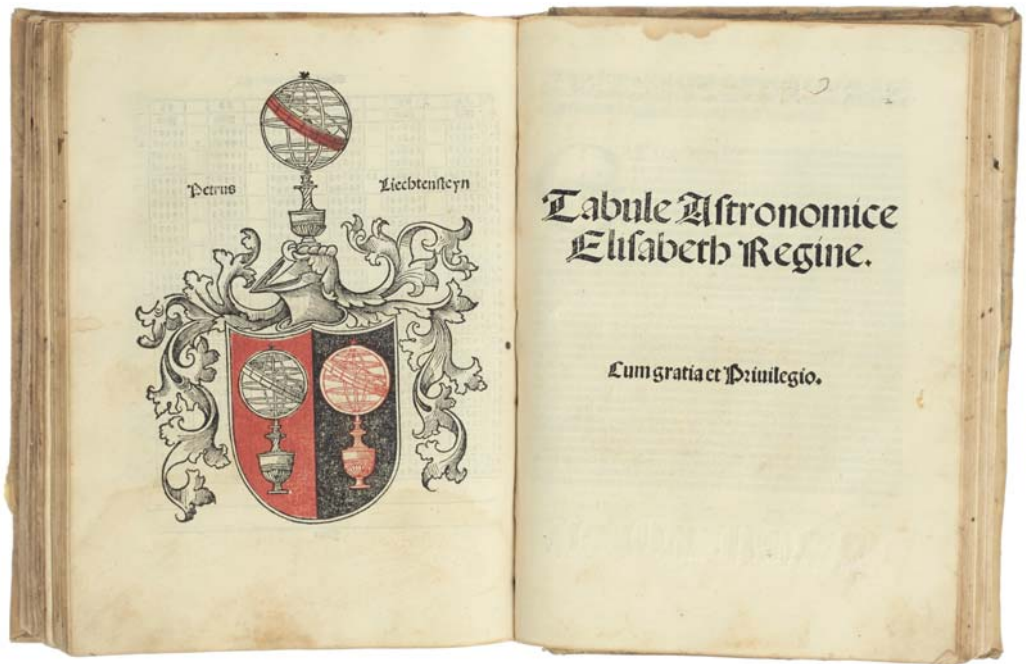 Petrus Liechtensteyn
Tabule Astronomice
Elisabeth Regine.
Cum gratia et Priuilegio.